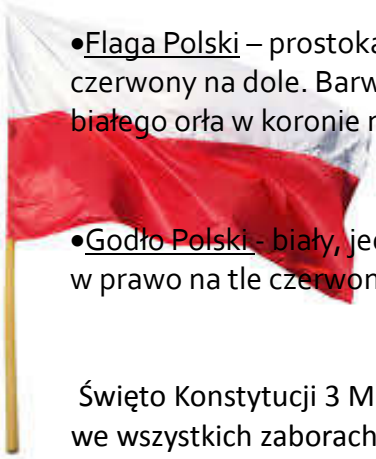 •Flaga Polski – prostoką
czerwony na dole. Barw
białego orła w koronie n
•Godło Polski - biały, jed
w prawo na tle czerwon
Święto Konstytucji 3 M
we wszystkich zaborach